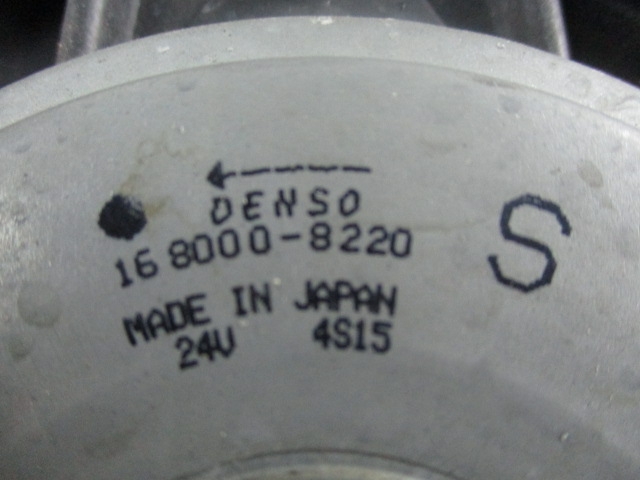 DENSO
168000-8220
S
MADE IN JAPAN
24V 4S15